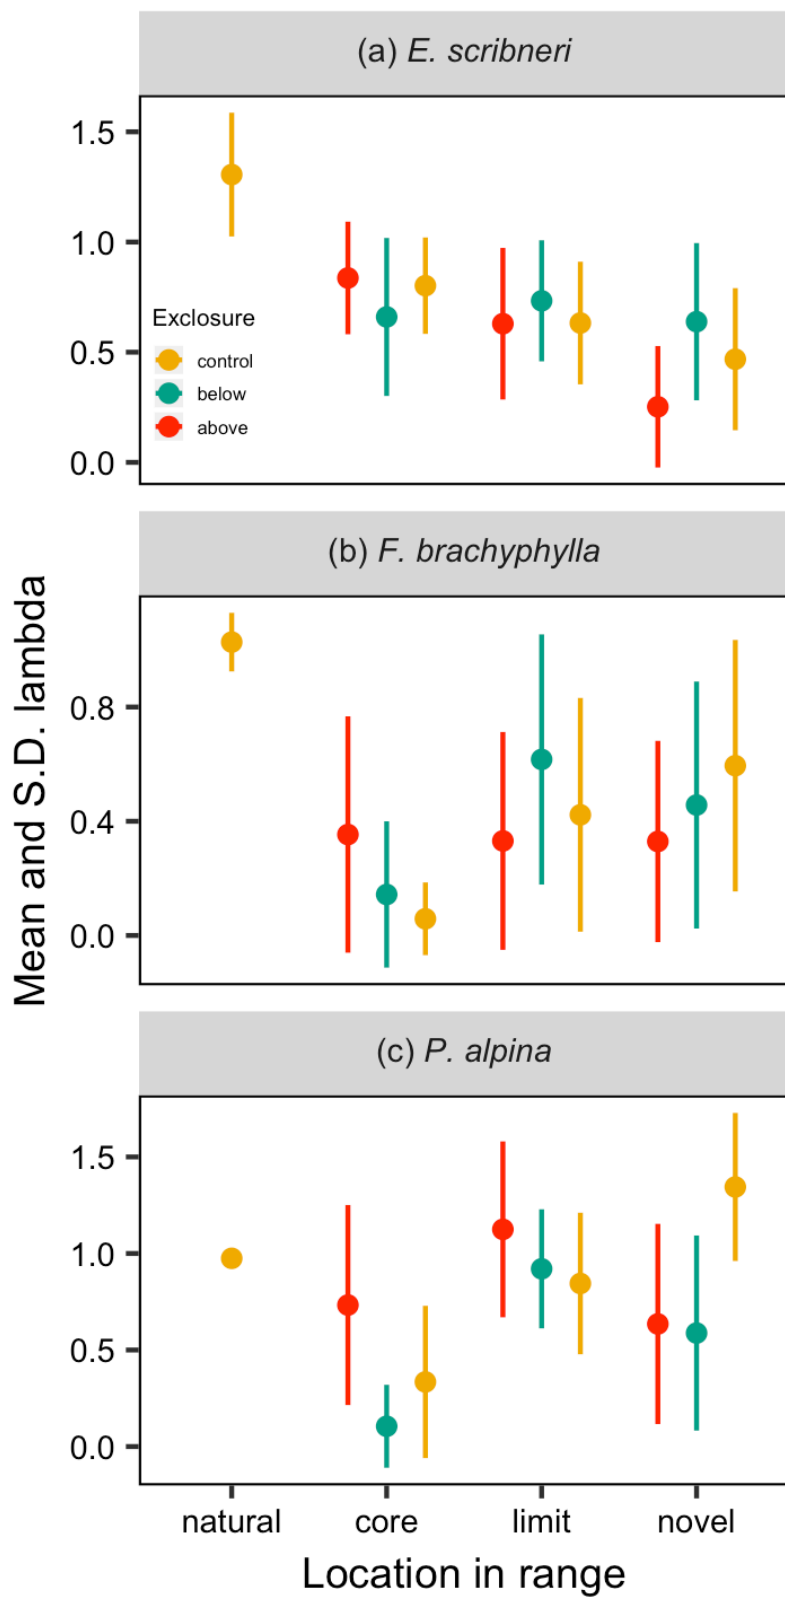 (a) E. scribneri
1.5
1.0
0.5
0.0
Exclosure
control
below
above
(b) F. brachyphylla
0.8
0.4
0.0
Mean and S.D. lambda
(c) P. alpina
1.5
1.0
0.5
0.0
natural core limit novel
Location in range